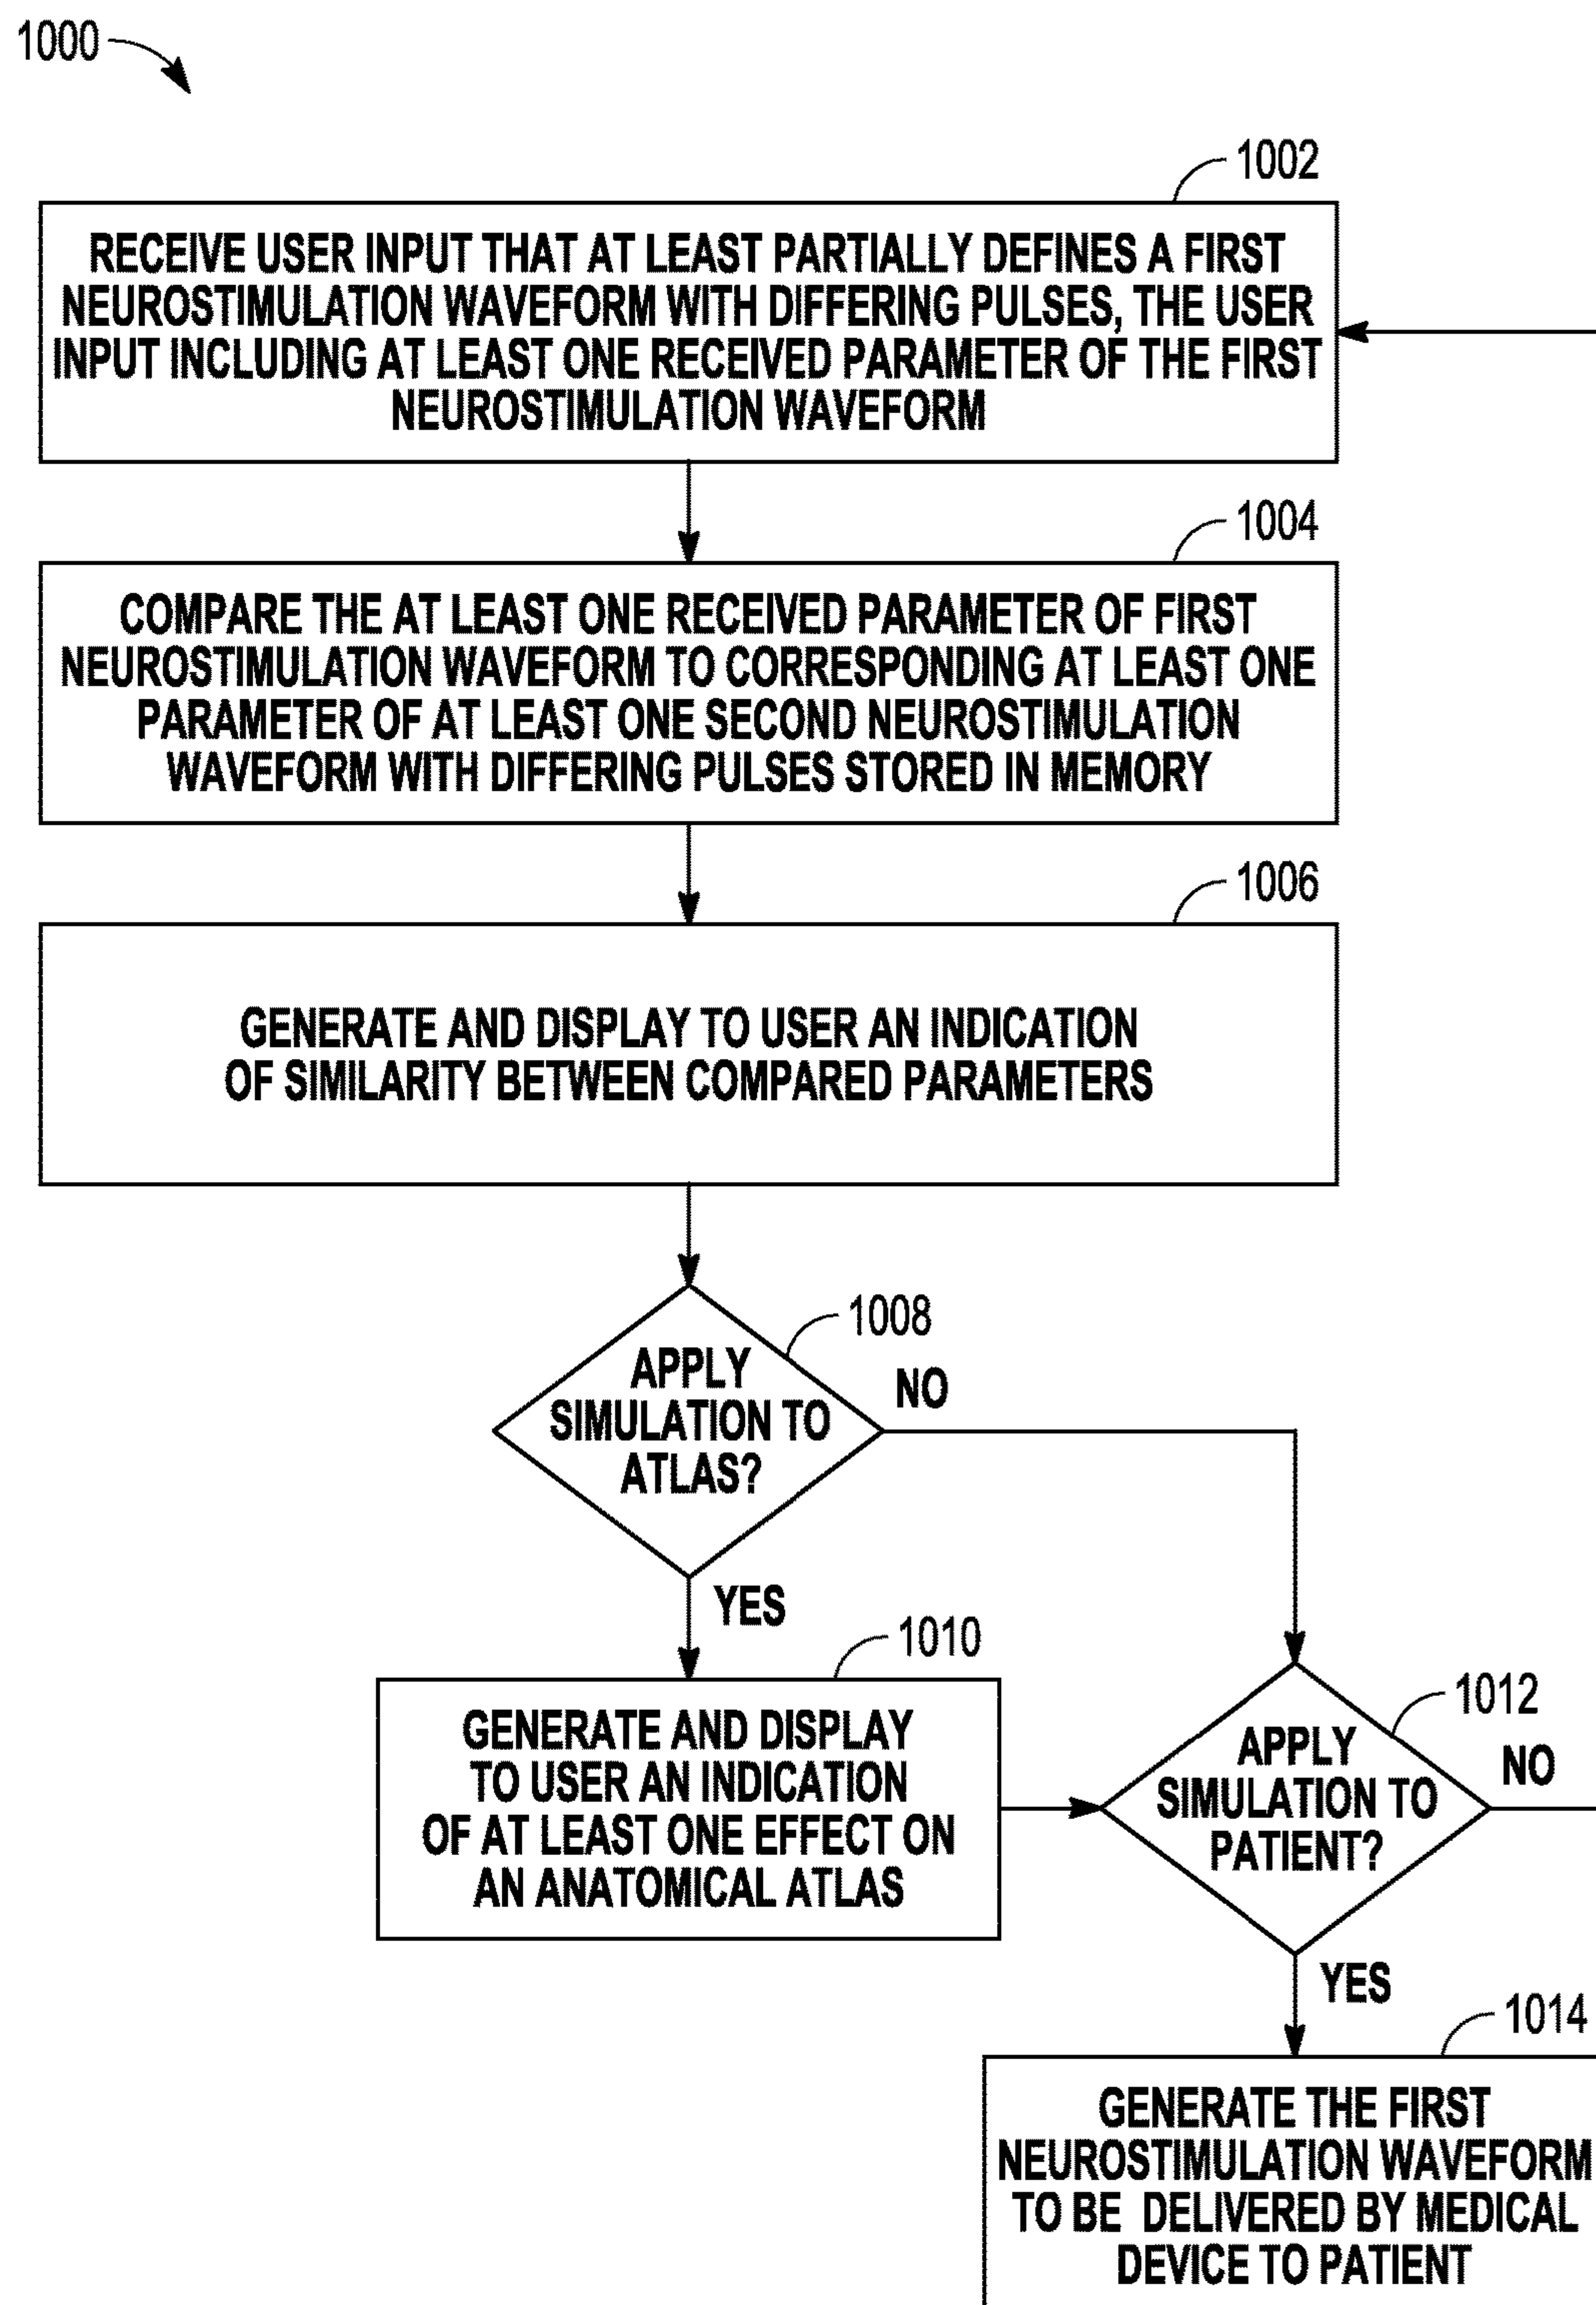 1000
1002
RECEIVE USER INPUT THAT AT LEAST PARTIALLY DEFINES A FIRST
NEUROSTIMULATION WAVEFORM WITH DIFFERING PULSES, THE USER
INPUT INCLUDING AT LEAST ONE RECEIVED PARAMETER OF THE FIRST
NEUROSTIMULATION WAVEFORM
1004
COMPARE THE AT LEAST ONE RECEIVED PARAMETER OF FIRST
NEUROSTIMULATION WAVEFORM TO CORRESPONDING AT LEAST ONE
PARAMETER OF AT LEAST ONE SECOND NEUROSTIMULATION
WAVEFORM WITH DIFFERING PULSES STORED IN MEMORY
1006
GENERATE AND DISPLAY TO USER AN INDICATION
OF SIMILARITY BETWEEN COMPARED PARAMETERS
1008
APPLY
SIMULATION TO
ATLAS?
NO
YES
1010
GENERATE AND DISPLAY
TO USER AN INDICATION
OF AT LEAST ONE EFFECT ON
AN ANATOMICAL ATLAS
1012
APPLY
SIMULATION TO
PATIENT?
NO
YES
1014
GENERATE THE FIRST
NEUROSTIMULATION WAVEFORM
TO BE DELIVERED BY MEDICAL
DEVICE TO PATIENT